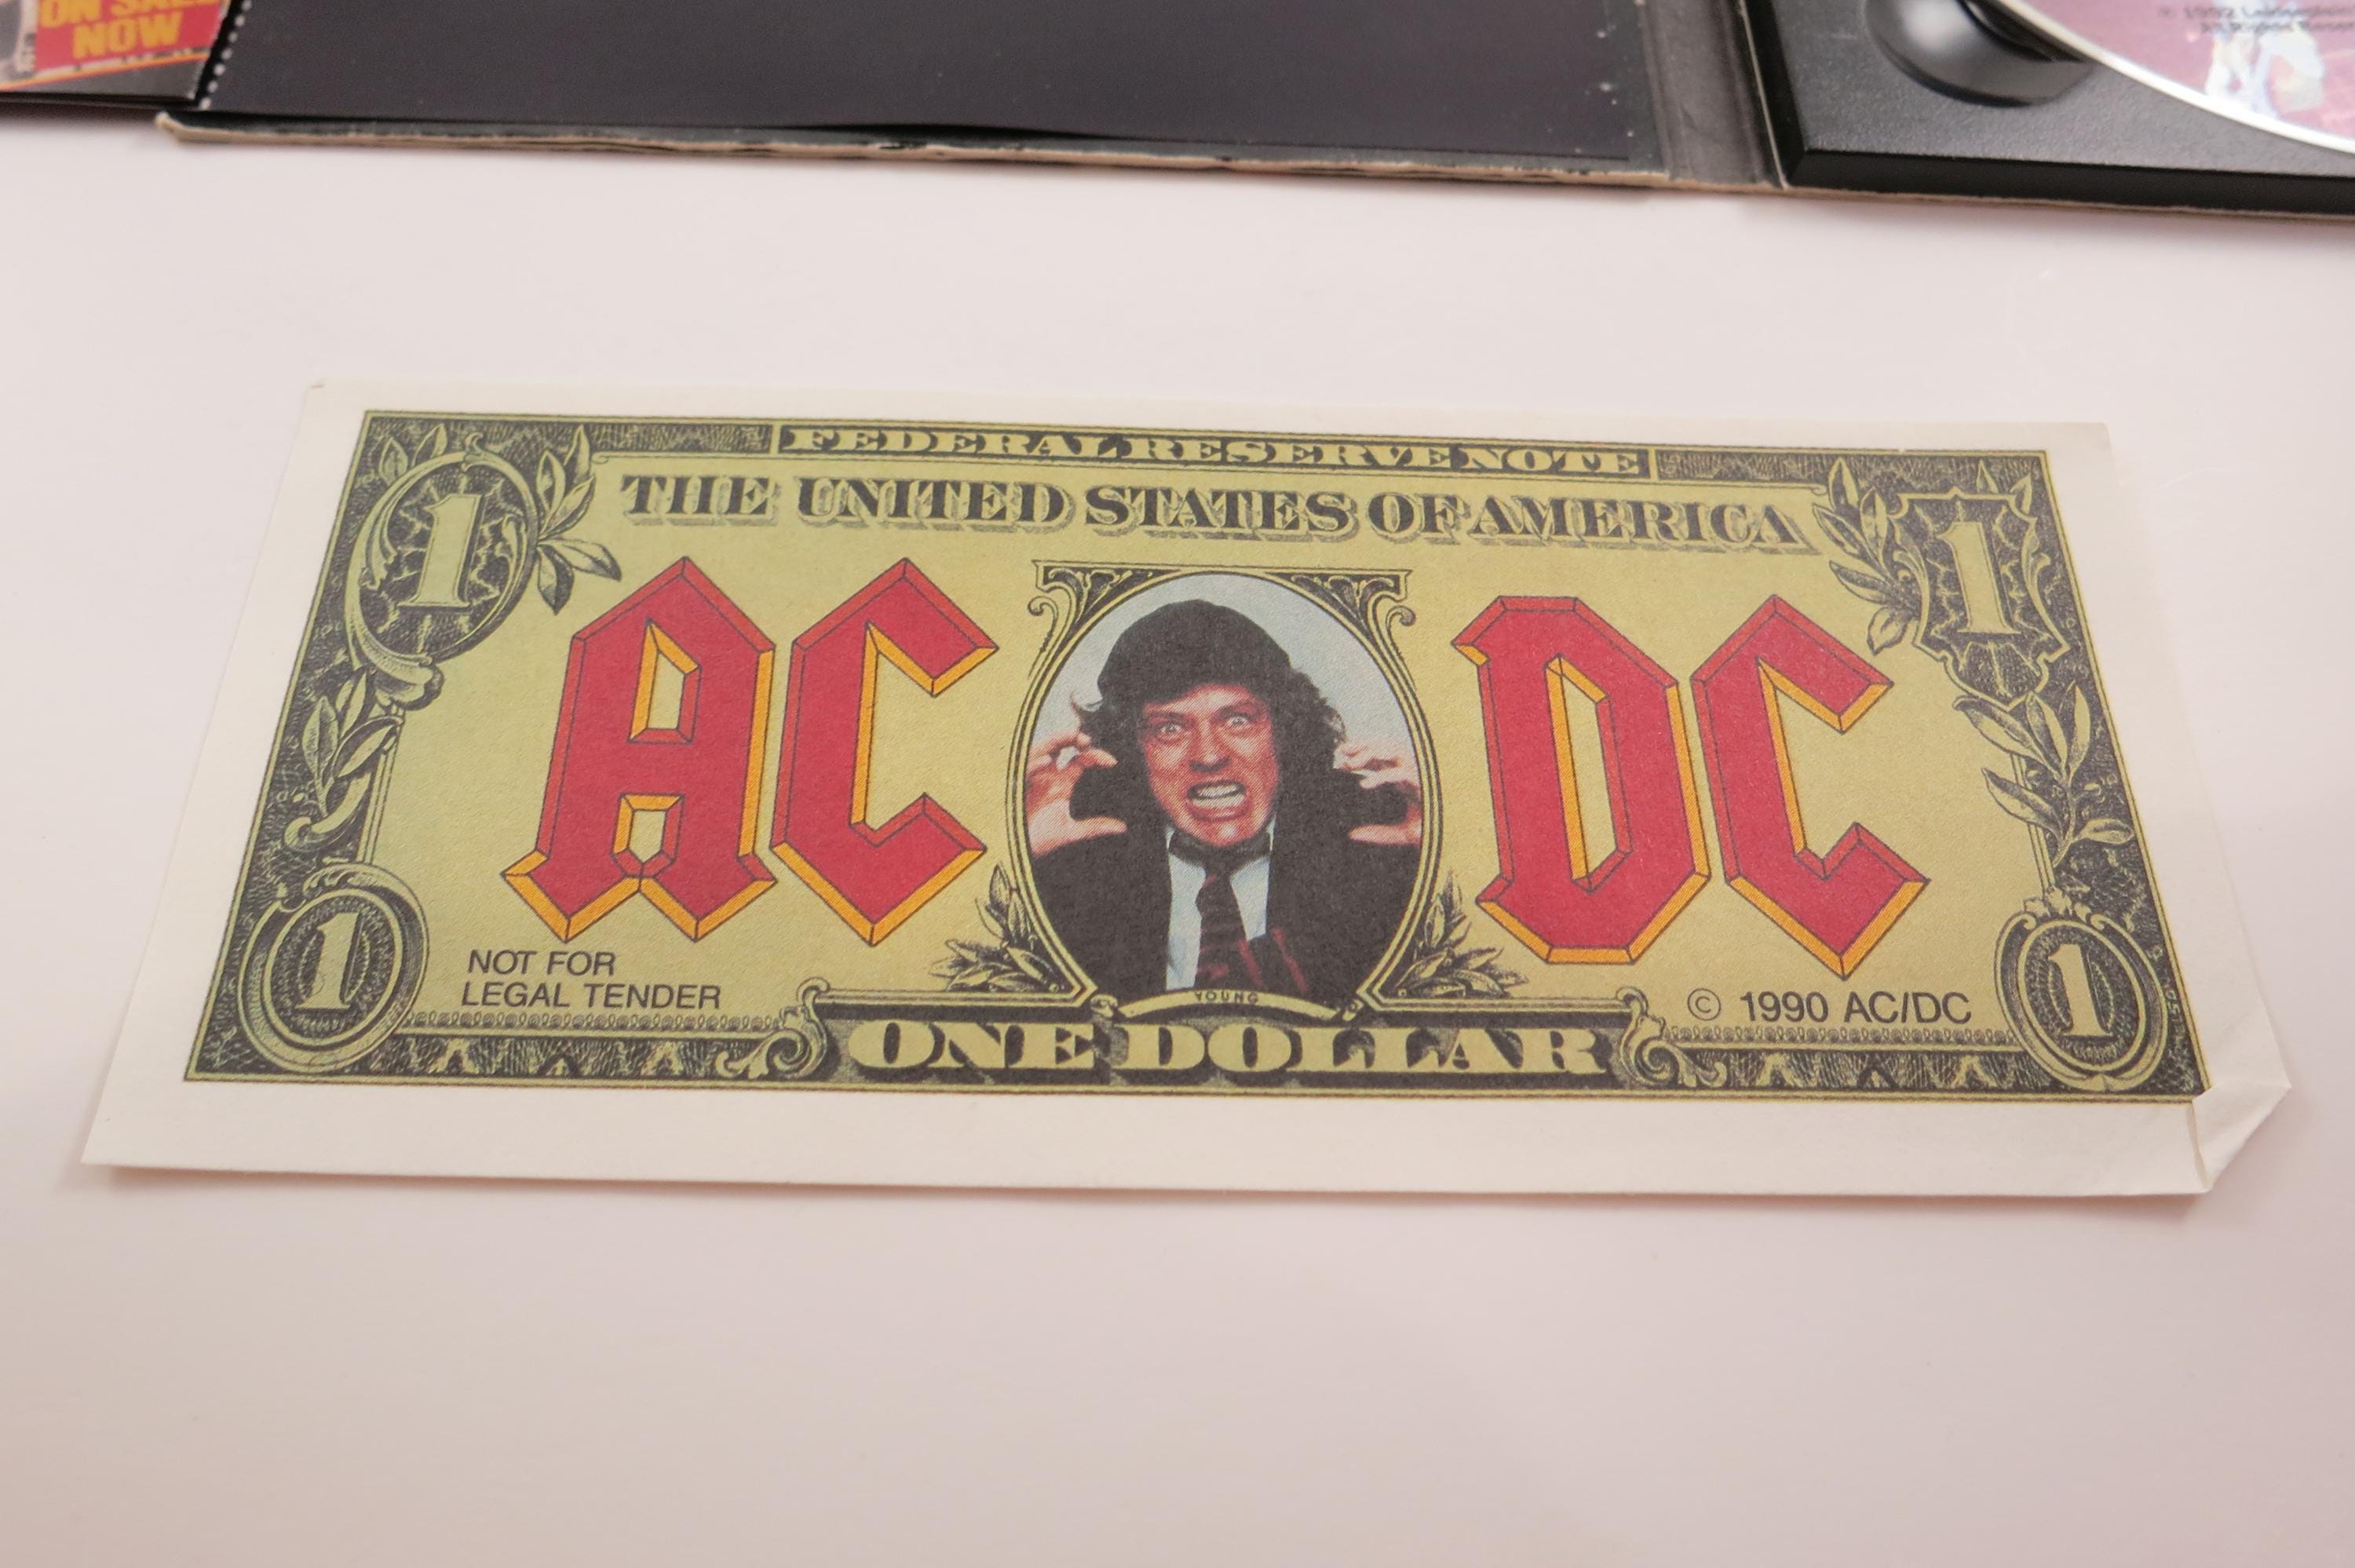 ON SALE
NOW
© 1992
FEDERAL RESERVE NOTE
THE UNITED STATES OF AMERICA
1 1
AC DC
NOT FOR
LEGAL TENDER
YOUNG
© 1990 AC/DC
1 1
ONE DOLLAR